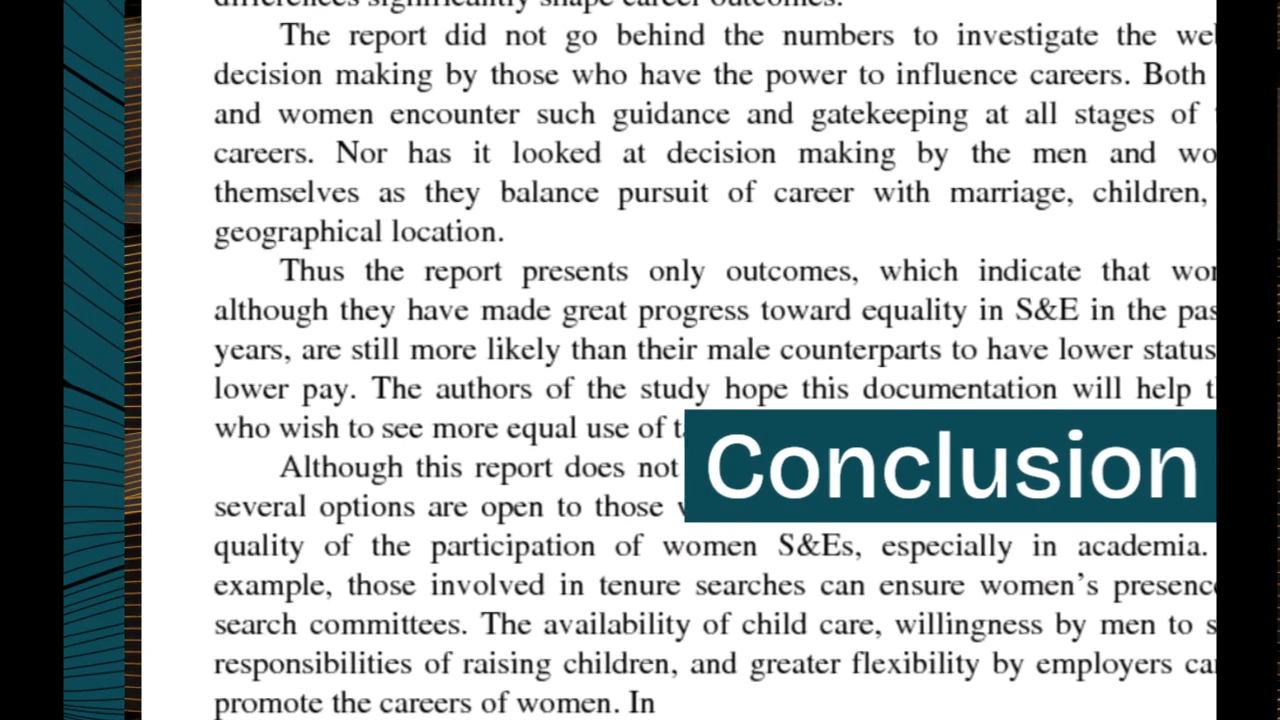 differences significantly shape career outcomes.
The report did not go behind the numbers to investigate the
decision making by those who have the power to influence careers. Both
and women encounter such guidance and gatekeeping at all stages of
careers. Nor has it looked at decision making by the men and
themselves as they balance pursuit of career with marriage, children,
geographical location.
Thus the report presents only outcomes, which indicate that
although they have made great progress toward equality in S&E in the
years, are still more likely than their male counterparts to have lower status
lower pay. The authors of the study hope this documentation will help
who wish to see more equal use of
Although this report does not
several options are open to those
Conclusion
quality of the participation of women S&Es, especially in academia.
example, those involved in tenure searches can ensure women’s
search committees. The availability of child care, willingness by men to
responsibilities of raising children, and greater flexibility by employers
promote the careers of women. In